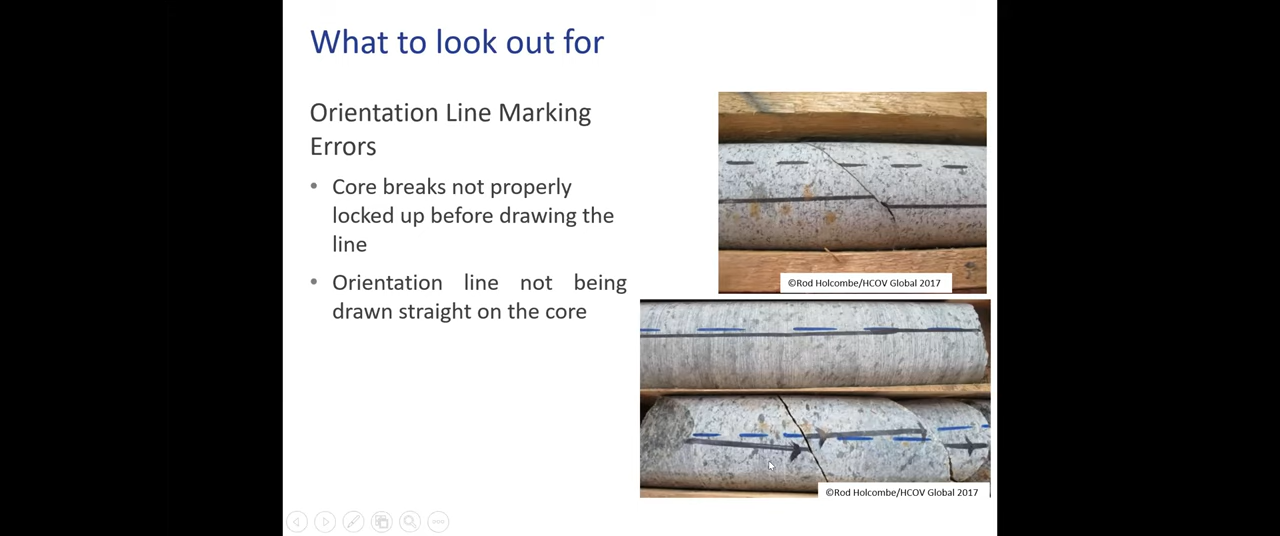 What to look out for
Orientation Line Marking
Errors
• Core breaks not properly
locked up before drawing the
line
• Orientation line not being
drawn straight on the core
©Rod Holcombe/HCOV Global 2017
©Rod Holcombe/HCOV Global 2017